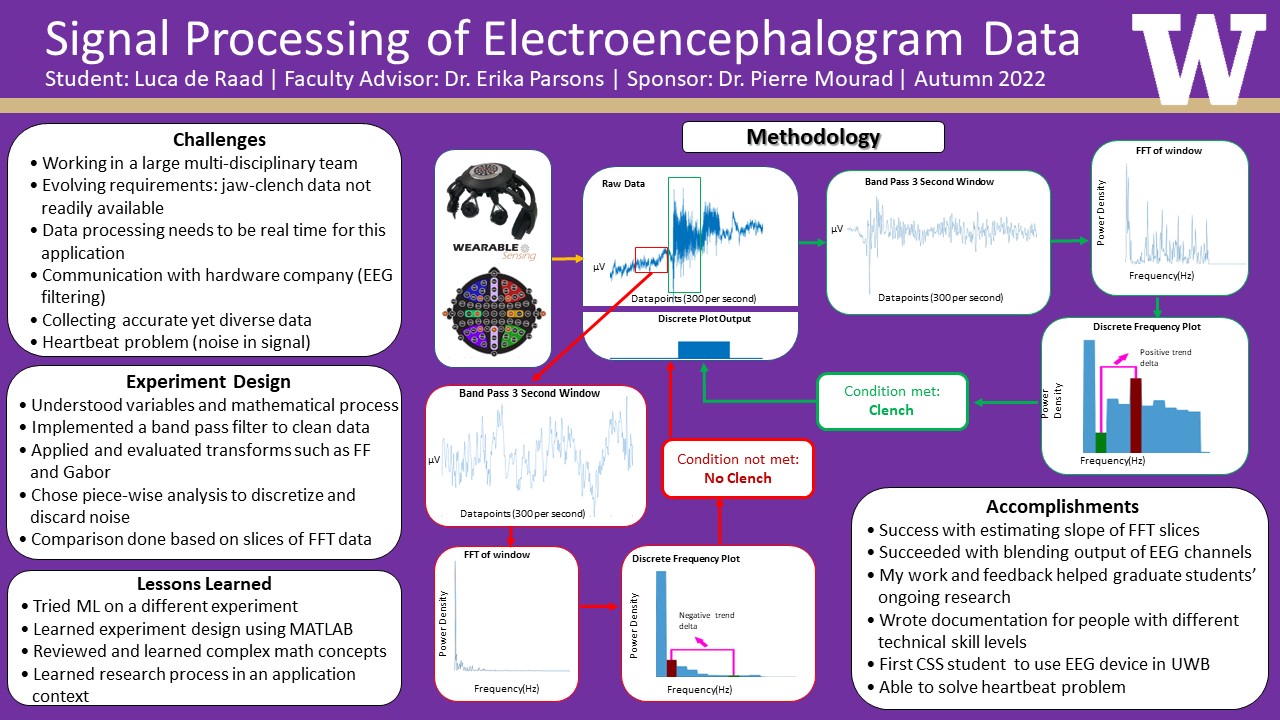 Signal Processing of Electroencephalogram Data
Student: Luca de Raad | Faculty Advisor: Dr. Erika Parsons | Sponsor: Dr. Pierre Mourad | Autumn 2022
W
Challenges
• Working in a large multi-disciplinary team
• Evolving requirements: jaw-clench data not
readily available
• Data processing needs to be real time for this
application
• Communication with hardware company (EEG
filtering)
• Collecting accurate yet diverse data
• Heartbeat problem (noise in signal)
Experiment Design
• Understood variables and mathematical process
• Implemented a band pass filter to clean data
• Applied and evaluated transforms such as FF
and Gabor
• Chose piece-wise analysis to discretize and
discard noise
• Comparison done based on slices of FFT data
Lessons Learned
• Tried ML on a different experiment
• Learned experiment design using MATLAB
• Reviewed and learned complex math concepts
• Learned research process in an application
context
Methodology
WEARABLE
Sensing
Raw Data
μV
Datapoints (300 per second)
Discrete Plot Output
Band Pass 3 Second Window
μV
Datapoints (300 per second)
FFT of window
Power Density
Frequency(Hz)
Discrete Frequency Plot
Positive trend
delta
Power
Density
Frequency(Hz)
Condition met:
Clench
Condition not met:
No Clench
Band Pass 3 Second Window
μV
Datapoints (300 per second)
FFT of window
Power Density
Frequency(Hz)
Discrete Frequency Plot
Negative trend
delta
Power Density
Frequency(Hz)
Accomplishments
• Success with estimating slope of FFT slices
• Succeeded with blending output of EEG channels
• My work and feedback helped graduate students’
ongoing research
• Wrote documentation for people with different
technical skill levels
• First CSS student to use EEG device in UWB
• Able to solve heartbeat problem